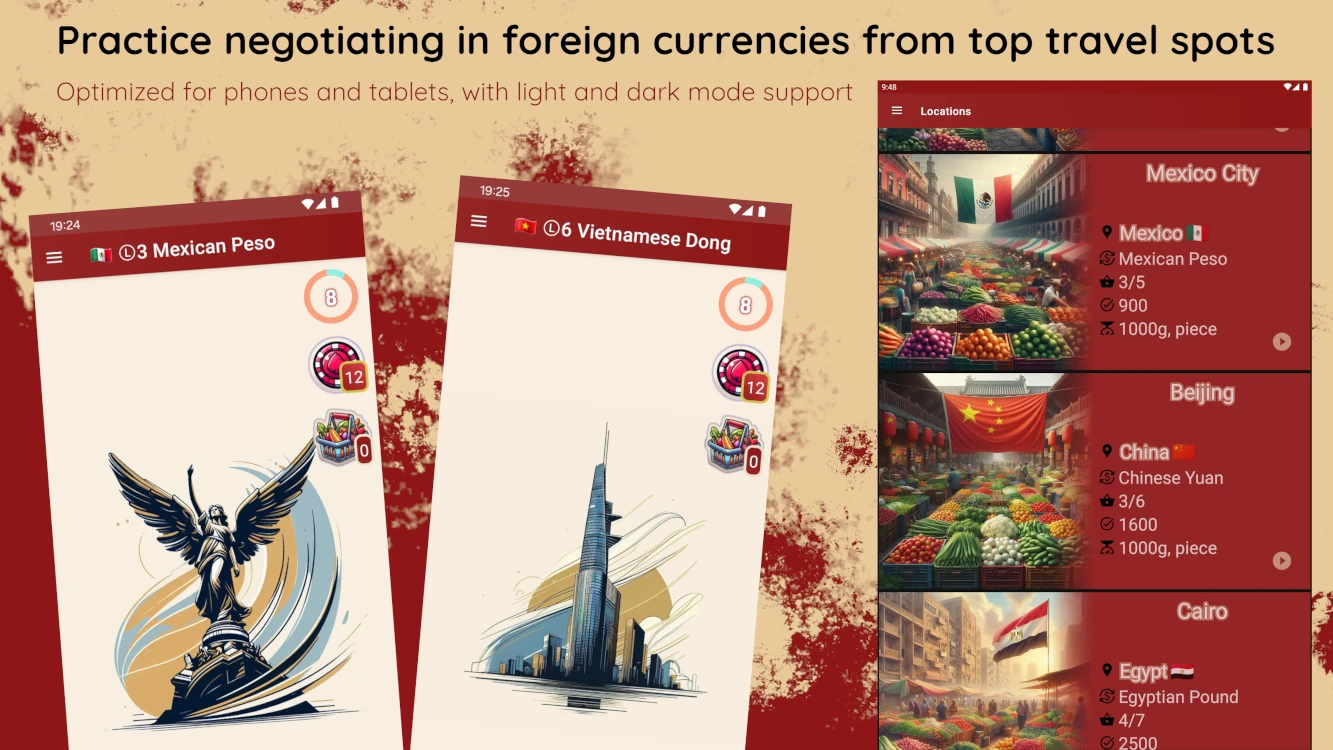 Practice negotiating in foreign currencies from top travel spots
Optimized for phones and tablets, with light and dark mode support
19:24
Ⓛ3 Mexican Peso
8
12
0
19:25
Ⓛ6 Vietnamese Dong
8
12
0
9:48
Locations
Mexico City
Mexico
Mexican Peso
3/5
900
1000g, piece
Beijing
China
Chinese Yuan
3/6
1600
1000g, piece
Cairo
Egypt
Egyptian Pound
4/7
2500